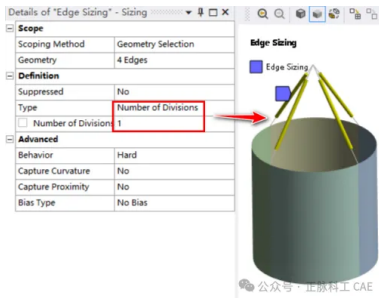 Details of "Edge Sizing" - Sizing
Scope
Scoping Method Geometry Selection
Geometry 4 Edges
Definition
Suppressed No
Type Number of Divisions
Number of Divisions 1
Advanced
Behavior Hard
Capture Curvature No
Capture Proximity No
Bias Type No Bias
Edge Sizing
Edge Sizing
公众号 · 正脉科工 CAE